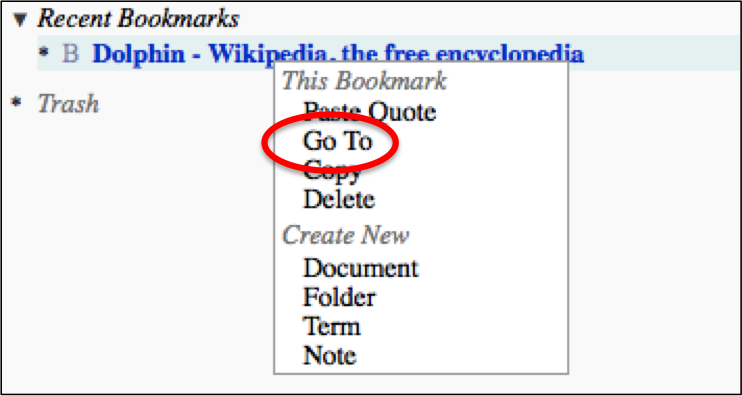 ▼ Recent Bookmarks
* B Dolphin - Wikipedia, the free encyclopedia
This Bookmark
* Trash
Paste Quote
Go To
Copy
Delete
Create New
Document
Folder
Term
Note